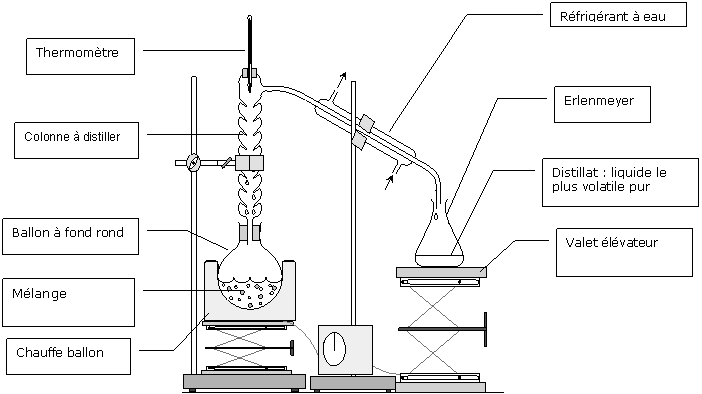 Réfrigérant à eau
Thermomètre
Erlenmeyer
Colonne à distiller
Distillat : liquide le
plus volatile pur
Ballon à fond rond
Valet élévateur
Mélange
Chauffe ballon